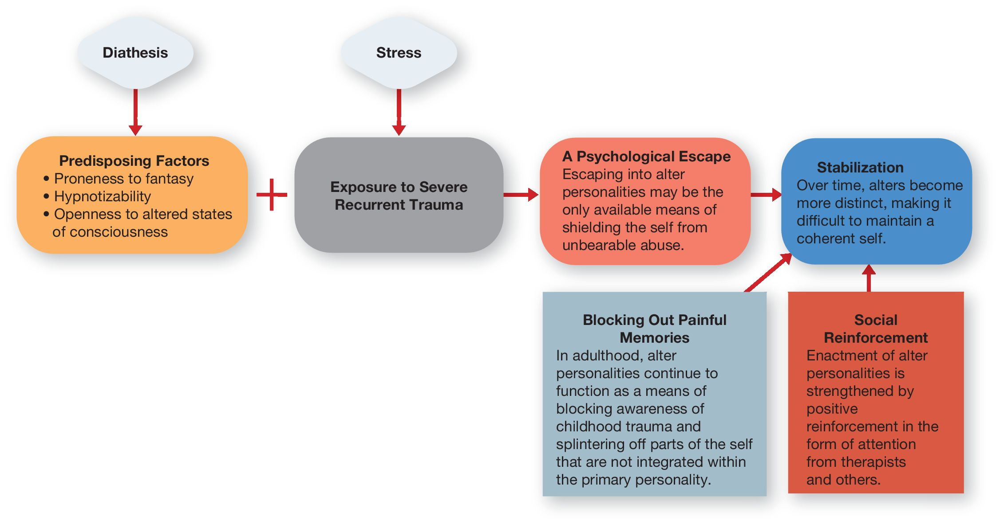 Diathesis
Stress
Predisposing Factors
• Proneness to fantasy
• Hypnotizability
• Openness to altered states
of consciousness
Exposure to Severe
Recurrent Trauma
A Psychological Escape
Escaping into alter
personalities may be the
only available means of
shielding the self from
unbearable abuse.
Stabilization
Over time, alters become
more distinct, making it
difficult to maintain a
coherent self.
Blocking Out Painful
Memories
In adulthood, alter
personalities continue to
function as a means of
blocking awareness of
childhood trauma and
splintering off parts of the self
that are not integrated within
the primary personality.
Social
Reinforcement
Enactment of alter
personalities is
strengthened by
positive
reinforcement in the
form of attention
from therapists
and others.